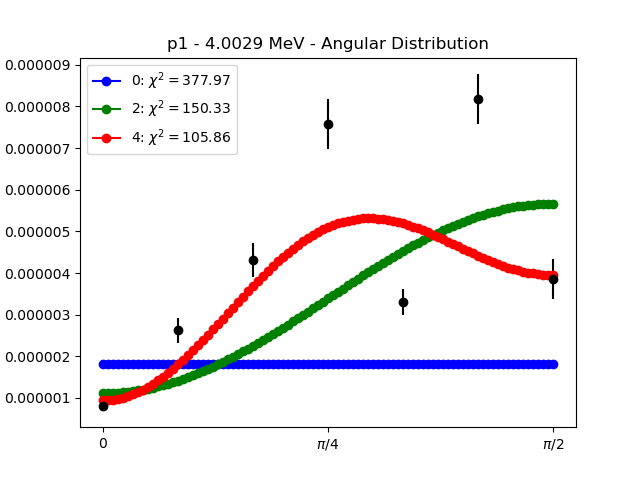 p1 - 4.0029 MeV - Angular Distribution
0.000009
0.000008
0.000007
0.000006
0.000005
0.000004
0.000003
0.000002
0.000001
0: χ² = 377.97
2: χ² = 150.33
4: χ² = 105.86
0
π/4
π/2